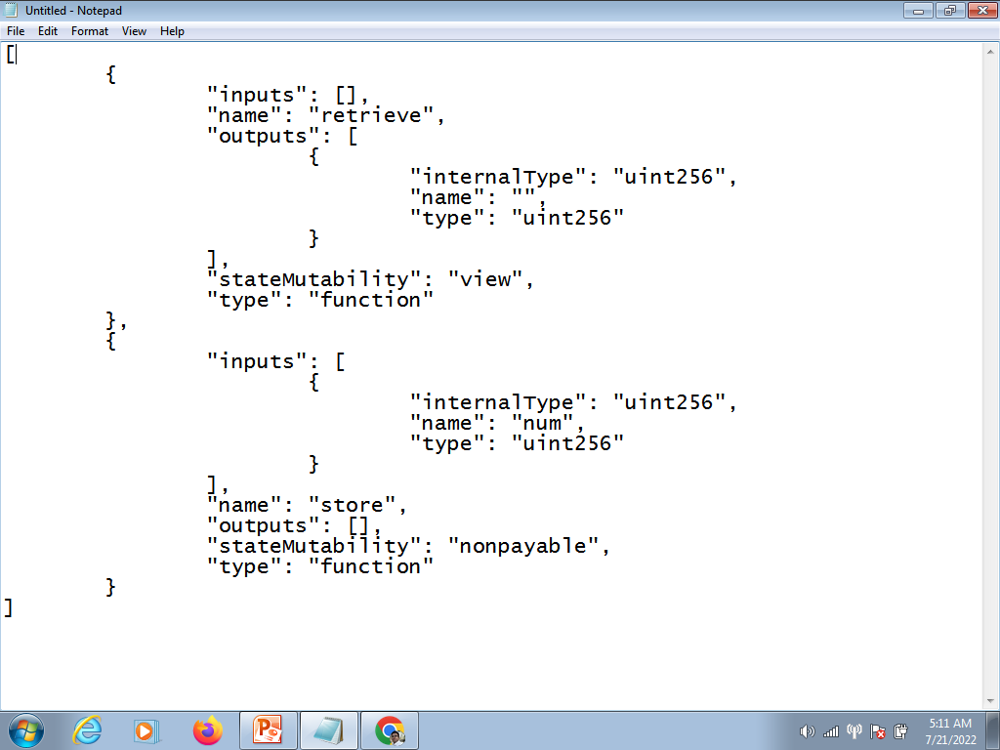 Untitled - Notepad
File Edit Format View Help
[
	{
		"inputs": [],
		"name": "retrieve",
		"outputs": [
			{
				"internalType": "uint256",
				"name": "",
				"type": "uint256"
			}
		],
		"stateMutability": "view",
		"type": "function"
	},
	{
		"inputs": [
			{
				"internalType": "uint256",
				"name": "num",
				"type": "uint256"
			}
		],
		"name": "store",
		"outputs": [],
		"stateMutability": "nonpayable",
		"type": "function"
	}
]
5:11 AM
7/21/2022